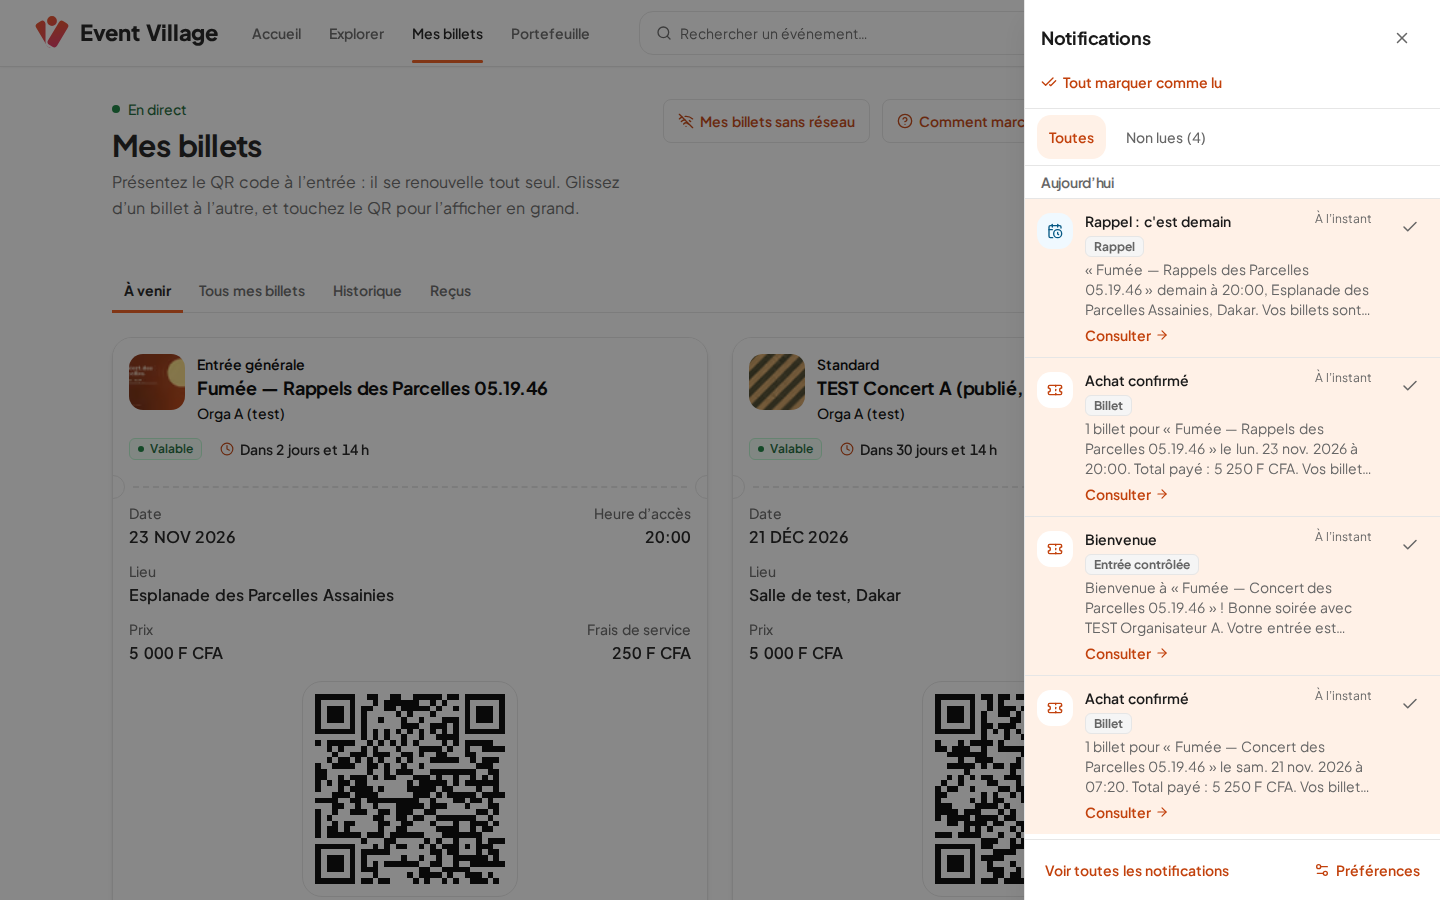 Event Village
Accueil
Explorer
Mes billets
Portefeuille
Rechercher un événement...
En direct
Mes billets
Présentez le QR code à l'entrée : il se renouvelle tout seul. Glissez
d'un billet à l'autre, et touchez le QR pour l'afficher en grand.
Mes billets sans réseau
Comment marc
À venir
Tous mes billets
Historique
Reçus
Entrée générale
Fumée — Rappels des Parcelles 05.19.46
Orga A (test)
Valable
Dans 2 jours et 14 h
Date
Heure d'accès
23 NOV 2026
20:00
Lieu
Esplanade des Parcelles Assainies
Prix
Frais de service
5 000 F CFA
250 F CFA
Standard
TEST Concert A (publié,
Orga A (test)
Valable
Dans 30 jours et 14 h
Date
21 DÉC 2026
Lieu
Salle de test, Dakar
Prix
5 000 F CFA
Notifications
Tout marquer comme lu
Toutes
Non lues (4)
Aujourd'hui
Rappel : c'est demain
À l'instant
Rappel
« Fumée — Rappels des Parcelles
05.19.46 » demain à 20:00, Esplanade des
Parcelles Assainies, Dakar. Vos billets sont...
Consulter
Achat confirmé
À l'instant
Billet
1 billet pour « Fumée — Rappels des
Parcelles 05.19.46 » le lun. 23 nov. 2026 à
20:00. Total payé : 5 250 F CFA. Vos billet...
Consulter
Bienvenue
À l'instant
Entrée contrôlée
Bienvenue à « Fumée — Concert des
Parcelles 05.19.46 » ! Bonne soirée avec
TEST Organisateur A. Votre entrée est...
Consulter
Achat confirmé
À l'instant
Billet
1 billet pour « Fumée — Concert des
Parcelles 05.19.46 » le sam. 21 nov. 2026 à
07:20. Total payé : 5 250 F CFA. Vos billet...
Consulter
Voir toutes les notifications
Préférences